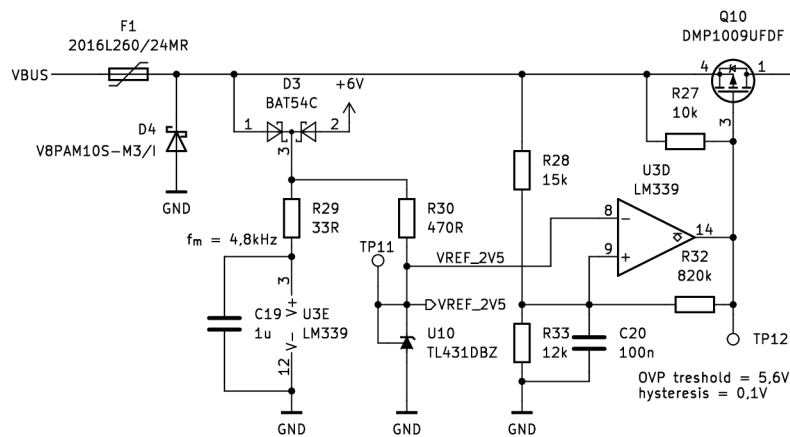 F1
2016L260/24MR
VBUS
Q10
DMP1009UFDF
4
1
3
D3
BAT54C
+6V
1
2
3
D4
V8PAM10S-M3/I
GND
R27
10k
R28
15k
U3D
LM339
8
9
14
R29
33R
R30
470R
fm = 4,8kHz
TP11
VREF_2V5
R32
820k
3
C19
1u
V+
V-
U3E
LM339
12
VREF_2V5
U10
TL431DBZ
R33
12k
C20
100n
TP12
OVP treshold = 5,6V
hysteresis = 0,1V
GND
GND
GND